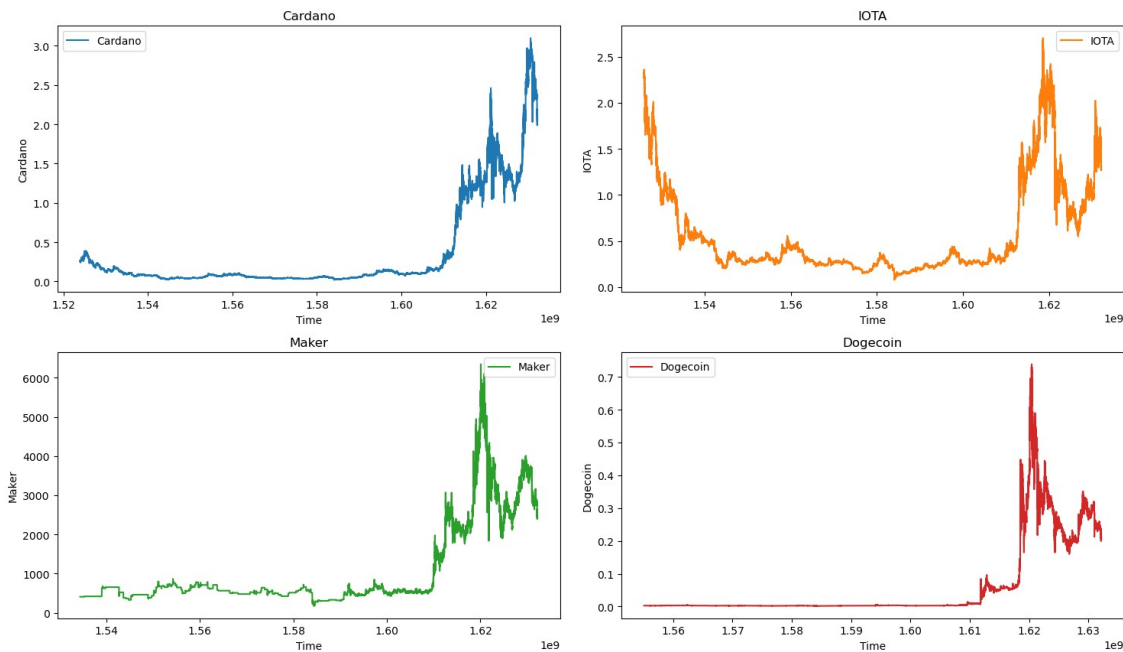 Cardano
Cardano
3.0
2.5
2.0
1.5
1.0
0.5
0.0
Cardano
1.52 1.54 1.56 1.58 1.60 1.62
Time
1e9
IOTA
IOTA
2.5
2.0
1.5
1.0
0.5
0.0
IOTA
1.54 1.56 1.58 1.60 1.62
Time
1e9
Maker
Maker
6000
5000
4000
3000
2000
1000
0
Maker
1.54 1.56 1.58 1.60 1.62
Time
1e9
Dogecoin
Dogecoin
0.7
0.6
0.5
0.4
0.3
0.2
0.1
0.0
Dogecoin
1.56 1.57 1.58 1.59 1.60 1.61 1.62 1.63
Time
1e9